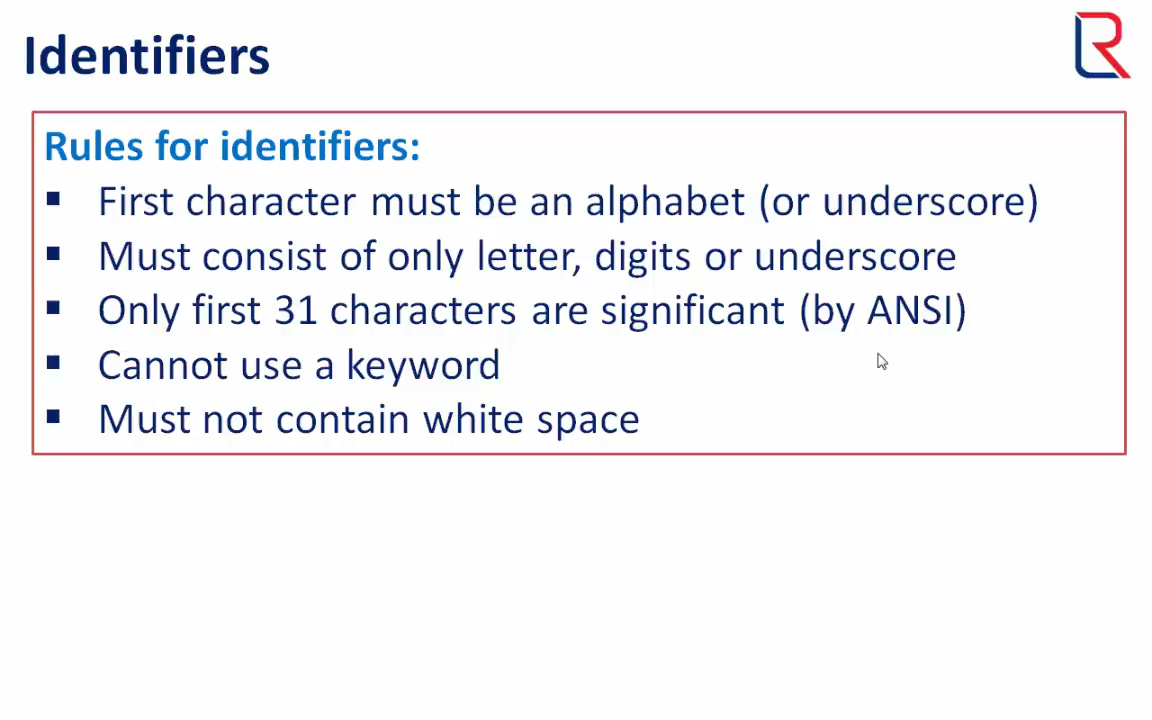 Identifiers
Rules for identifiers:
First character must be an alphabet (or underscore)
Must consist of only letter, digits or underscore
Only first 31 characters are significant (by ANSI)
Cannot use a keyword
Must not contain white space